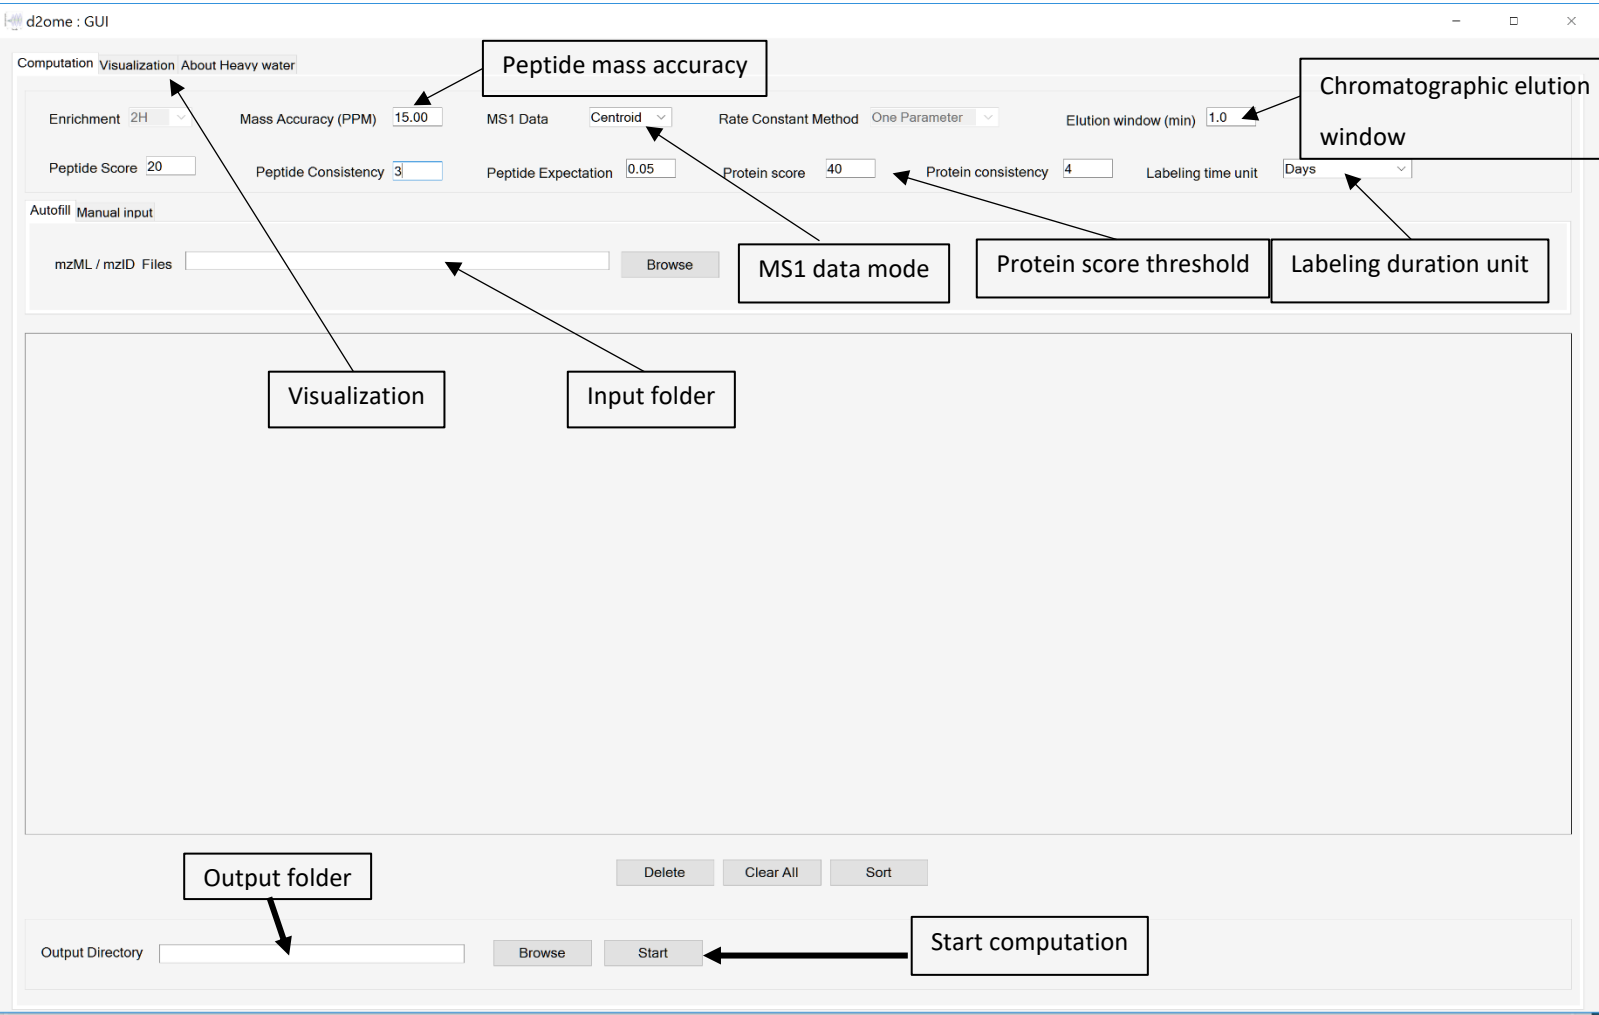 d2ome : GUI
Computation Visualization About Heavy water
Peptide mass accuracy
Chromatographic elution
window
Enrichment 2H Mass Accuracy (PPM) 15.00 MS1 Data Centroid Rate Constant Method One Parameter Elution window (min) 1.0
Peptide Score 20 Peptide Consistency 3 Peptide Expectation 0.05 Protein score 40 Protein consistency 4 Labeling time unit Days
Autofill Manual input
mzML / mzID Files Browse
MS1 data mode
Protein score threshold
Labeling duration unit
Visualization
Input folder
Output folder
Delete Clear All Sort
Output Directory Browse Start
Start computation